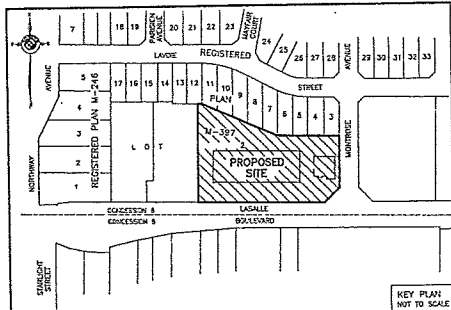 7
18 19
PARISIEN AVENUE
20 21 22 23
MAYFAIR COURT
24 25 26 27 28
AVENUE
29 30 31 32 33
LAVOIE REGISTERED
STREET
AVENUE
5
4
3
2
1
NORTHWAY
REGISTERED PLAN M-246
17 16 15 14 13 12 11 10 9 8 7 6 5 4 3
PLAN
M-397
LOT
2
PROPOSED
SITE
MONTROSE
CONCESSION 6
LASALLE
CONCESSION 5
BOULEVARD
STARLIGHT
STREET
KEY PLAN
NOT TO SCALE